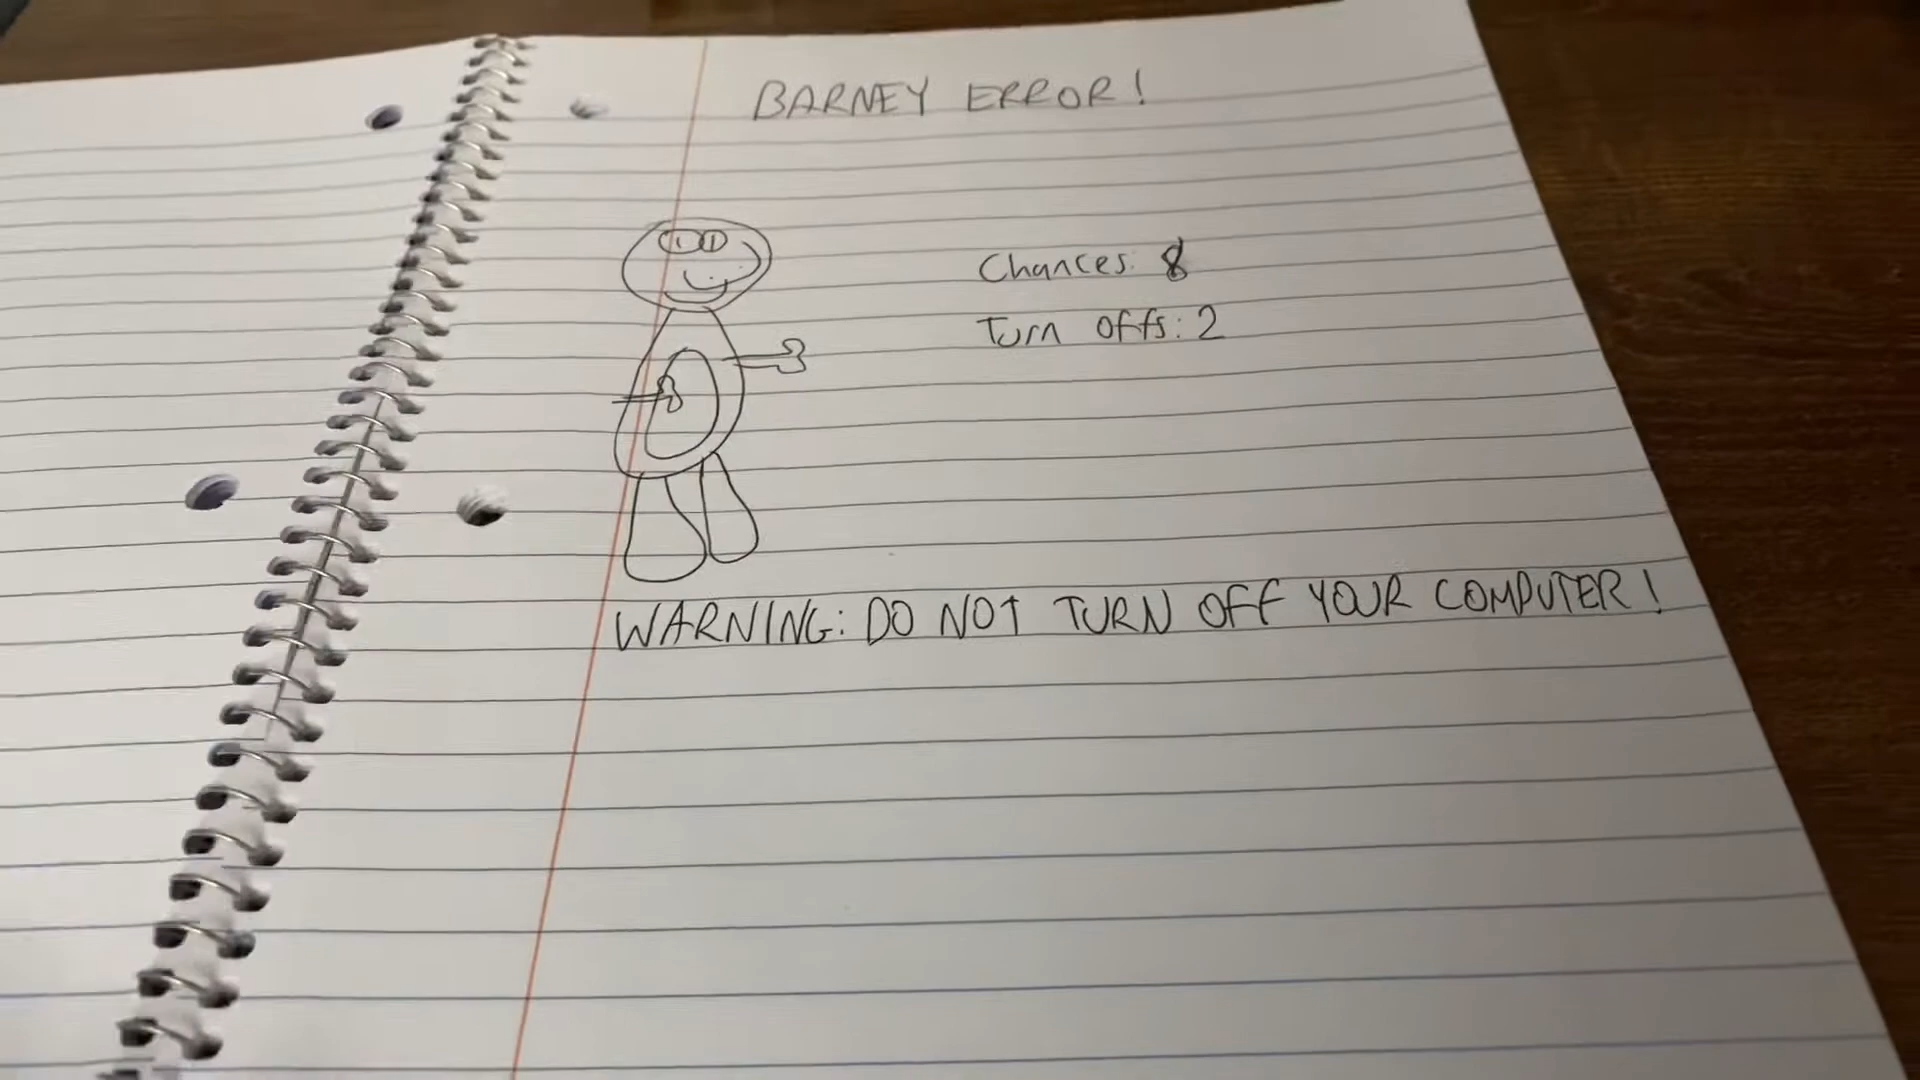 BARNEY ERROR!
Chances: 8
Turn offs: 2
WARNING: DO NOT TURN OFF YOUR COMPUTER!